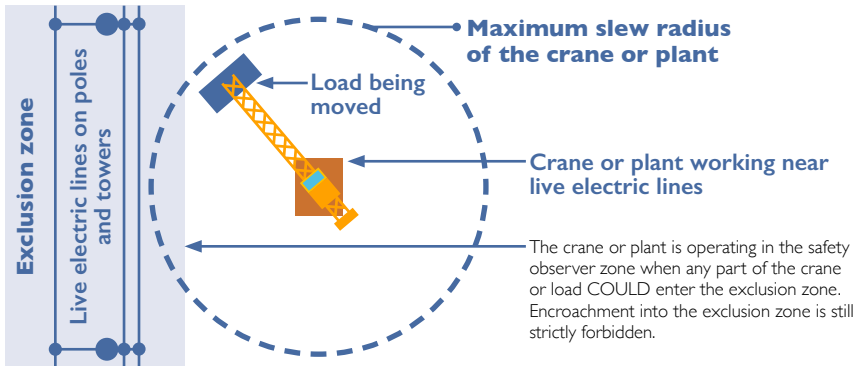 Exclusion zone
Live electric lines on poles
and towers
Maximum slew radius
of the crane or plant
Load being
moved
Crane or plant working near
live electric lines
The crane or plant is operating in the safety
observer zone when any part of the crane
or load COULD enter the exclusion zone.
Encroachment into the exclusion zone is still
strictly forbidden.